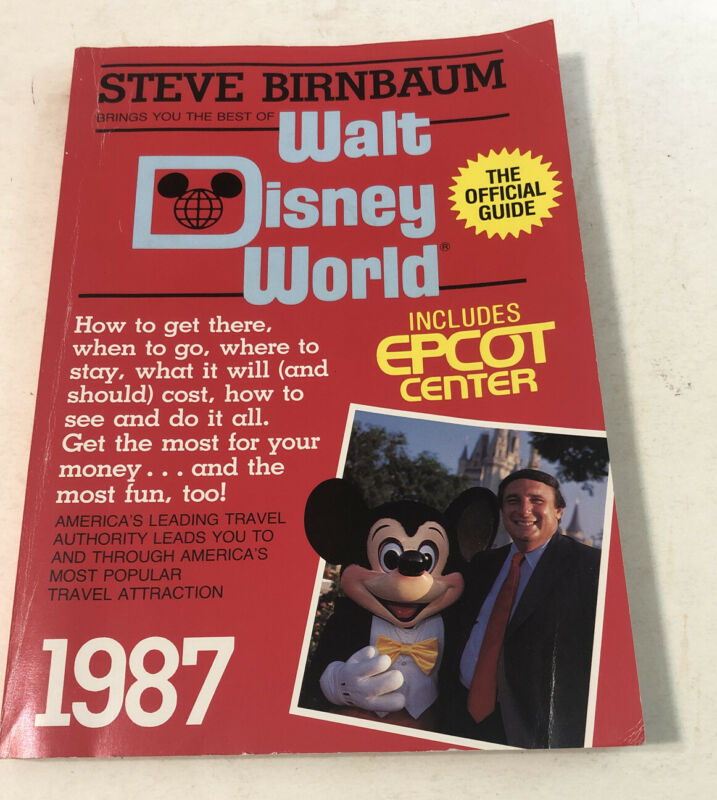 STEVE BIRNBAUM
BRINGS YOU THE BEST OF
Walt
Disney
World®
THE
OFFICIAL
GUIDE
INCLUDES
EPCOT
CENTER
How to get there,
when to go, where to
stay, what it will (and
should) cost, how to
see and do it all.
Get the most for your
money... and the
most fun, too!
AMERICA'S LEADING TRAVEL
AUTHORITY LEADS YOU TO
AND THROUGH AMERICA'S
MOST POPULAR
TRAVEL ATTRACTION
1987